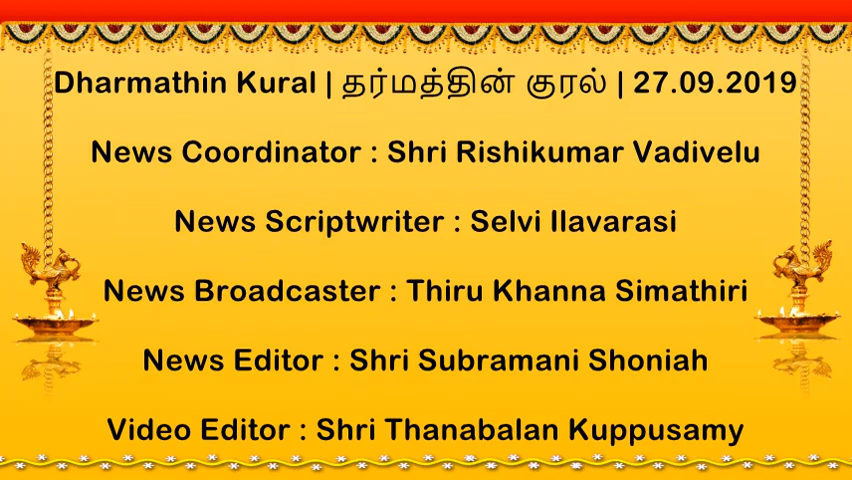 Dharmathin Kural | தர்மத்தின் குரல் | 27.09.2019
News Coordinator : Shri Rishikumar Vadivelu
News Scriptwriter : Selvi Ilavarasi
News Broadcaster : Thiru Khanna Simathiri
News Editor : Shri Subramani Shoniah
Video Editor : Shri Thanabalan Kuppusamy